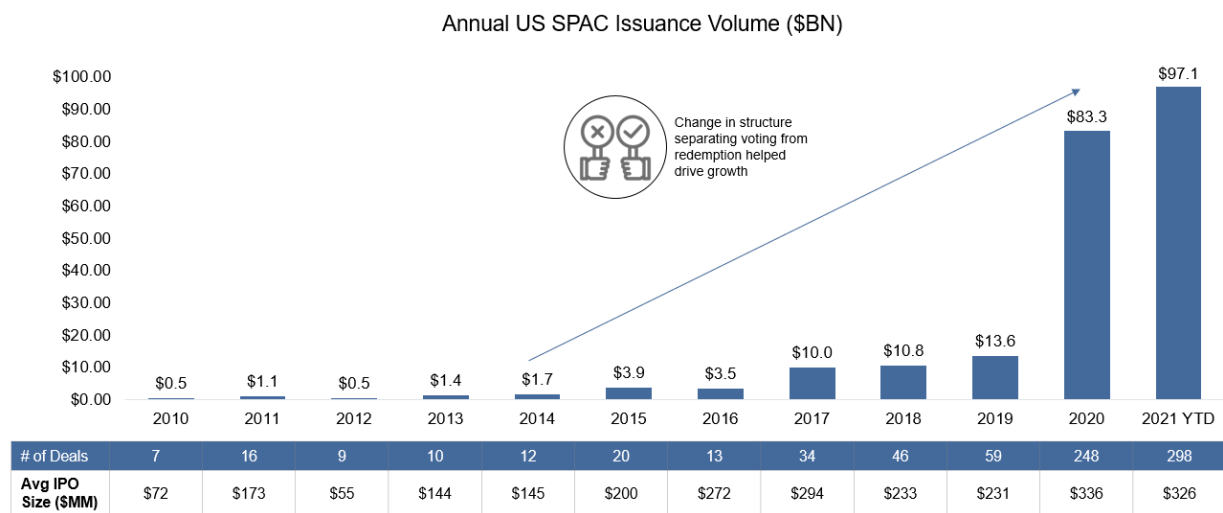 Annual US SPAC Issuance Volume ($BN)
$100.00
$90.00
$80.00
$70.00
$60.00
$50.00
$40.00
$30.00
$20.00
$10.00
$0.00
Change in structure
separating voting from
redemption helped
drive growth
$0.5 $1.1 $0.5 $1.4 $1.7 $3.9 $3.5 $10.0 $10.8 $13.6 $83.3 $97.1
2010 2011 2012 2013 2014 2015 2016 2017 2018 2019 2020 2021 YTD
# of Deals 7 16 9 10 12 20 13 34 46 59 248 298
Avg IPO
Size ($MM) $72 $173 $55 $144 $145 $200 $272 $294 $233 $231 $336 $326